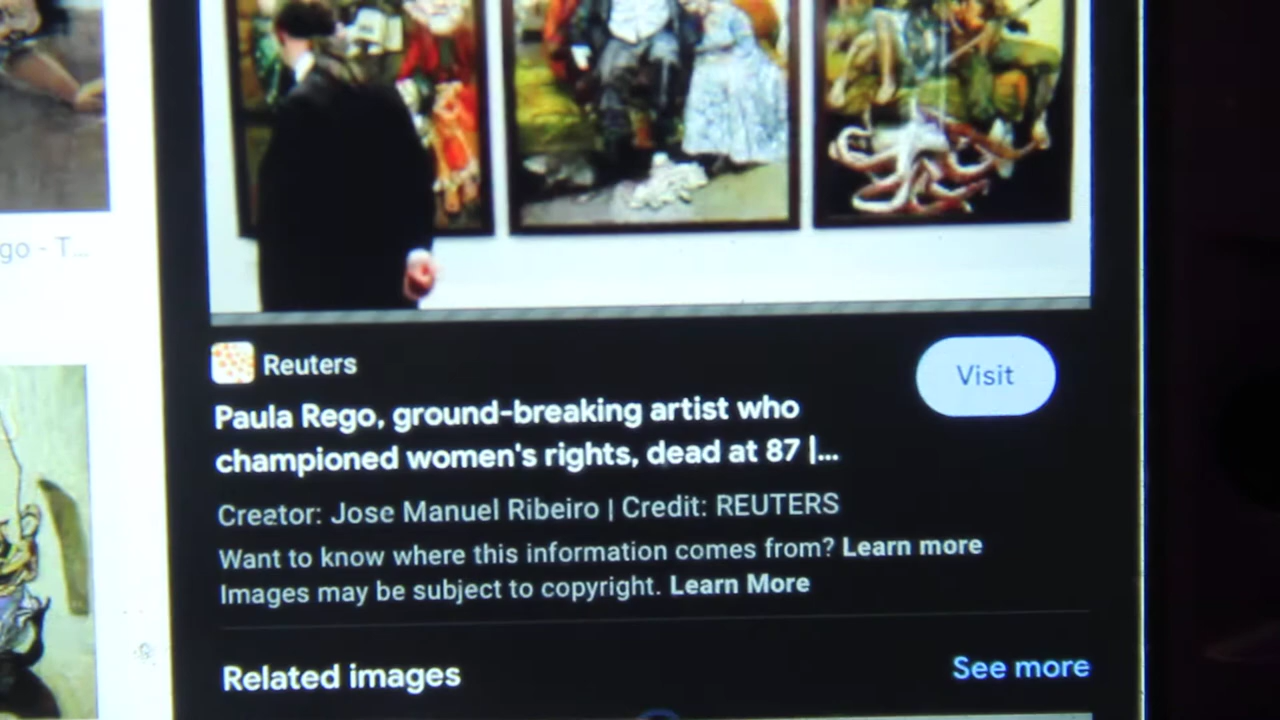 go - T...
Reuters
Visit
Paula Rego, ground-breaking artist who
championed women's rights, dead at 87 |...
Creator: Jose Manuel Ribeiro | Credit: REUTERS
Want to know where this information comes from? Learn more
Images may be subject to copyright. Learn More
Related images
See more